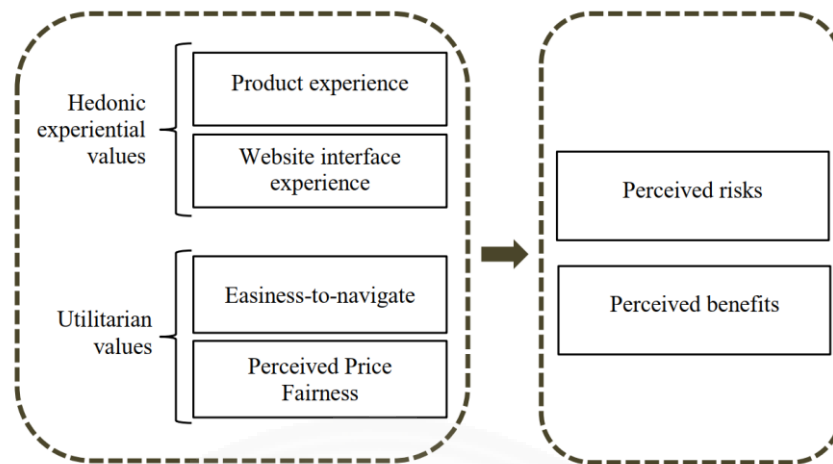 Hedonic
experiential
values
Product experience
Website interface
experience
Utilitarian
values
Easiness-to-navigate
Perceived Price
Fairness
Perceived risks
Perceived benefits